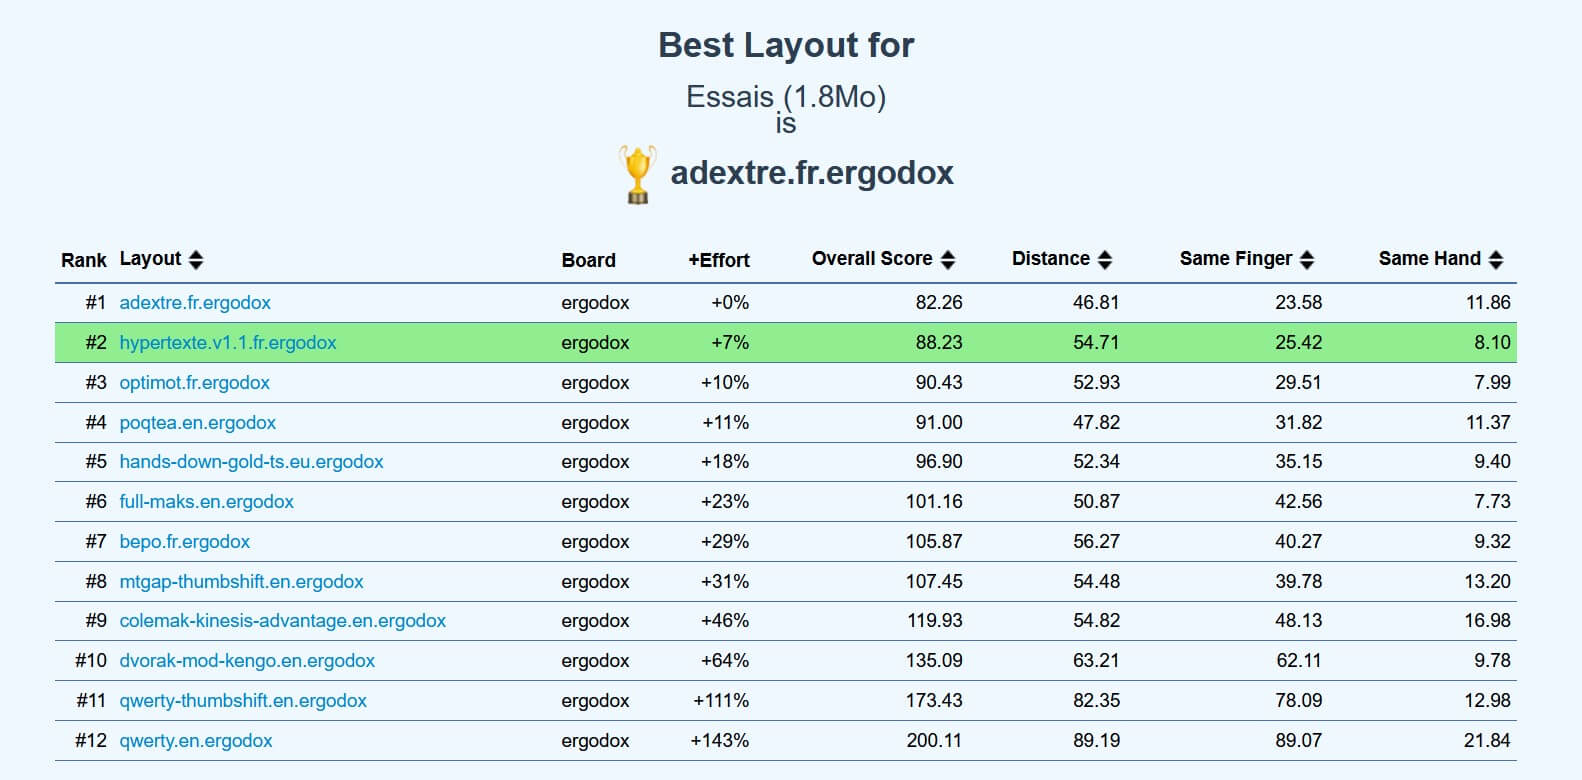 Best Layout for
Essais (1.8Mo)
is
adextre.fr.ergodox
Rank Layout Board +Effort Overall Score Distance Same Finger Same Hand
#1 adextre.fr.ergodox ergodox +0% 82.26 46.81 23.58 11.86
#2 hypertexte.v1.1.fr.ergodox ergodox +7% 88.23 54.71 25.42 8.10
#3 optimot.fr.ergodox ergodox +10% 90.43 52.93 29.51 7.99
#4 poqtea.en.ergodox ergodox +11% 91.00 47.82 31.82 11.37
#5 hands-down-gold-ts.eu.ergodox ergodox +18% 96.90 52.34 35.15 9.40
#6 full-maks.en.ergodox ergodox +23% 101.16 50.87 42.56 7.73
#7 bepo.fr.ergodox ergodox +29% 105.87 56.27 40.27 9.32
#8 mtgap-thumbshift.en.ergodox ergodox +31% 107.45 54.48 39.78 13.20
#9 colemak-kinesis-advantage.en.ergodox ergodox +46% 119.93 54.82 48.13 16.98
#10 dvorak-mod-kengo.en.ergodox ergodox +64% 135.09 63.21 62.11 9.78
#11 qwerty-thumbshift.en.ergodox ergodox +111% 173.43 82.35 78.09 12.98
#12 qwerty.en.ergodox ergodox +143% 200.11 89.19 89.07 21.84